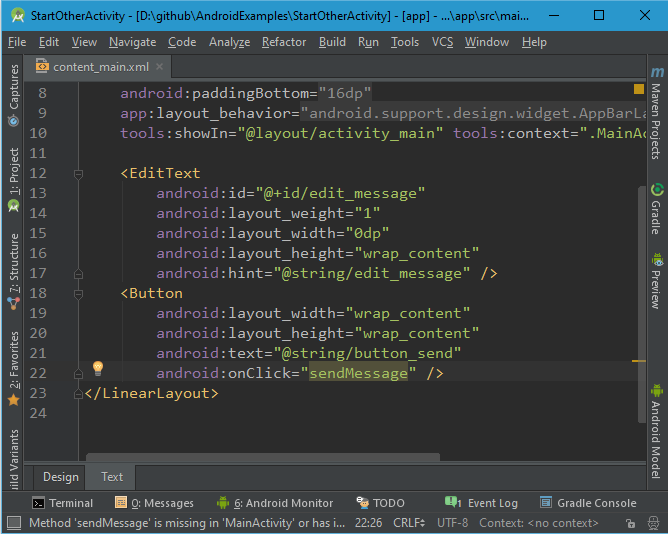 StartOtherActivity - [D:\github\AndroidExamples\StartOtherActivity] - [app] - ...\app\src\mai...
File Edit View Navigate Code Analyze Refactor Build Run Tools VCS Window Help
content_main.xml
Captures
1: Project
7: Structure
2: Favorites
ild Variants
8 android:paddingBottom="16dp"
9 app:layout_behavior="android.support.design.widget.AppBarLa
10 tools:showIn="@layout/activity_main" tools:context=".MainAc
11
12 <EditText
13 android:id="@+id/edit_message"
14 android:layout_weight="1"
15 android:layout_width="0dp"
16 android:layout_height="wrap_content"
17 android:hint="@string/edit_message" />
18 <Button
19 android:layout_width="wrap_content"
20 android:layout_height="wrap_content"
21 android:text="@string/button_send"
22 android:onClick="sendMessage" />
23 </LinearLayout>
24
Maven Projects
Gradle
Preview
Android Model
Design Text
Terminal 0: Messages 6: Android Monitor TODO 1 Event Log Gradle Console
Method 'sendMessage' is missing in 'MainActivity' or has i... 22:26 CRLF UTF-8 Context: <no context>